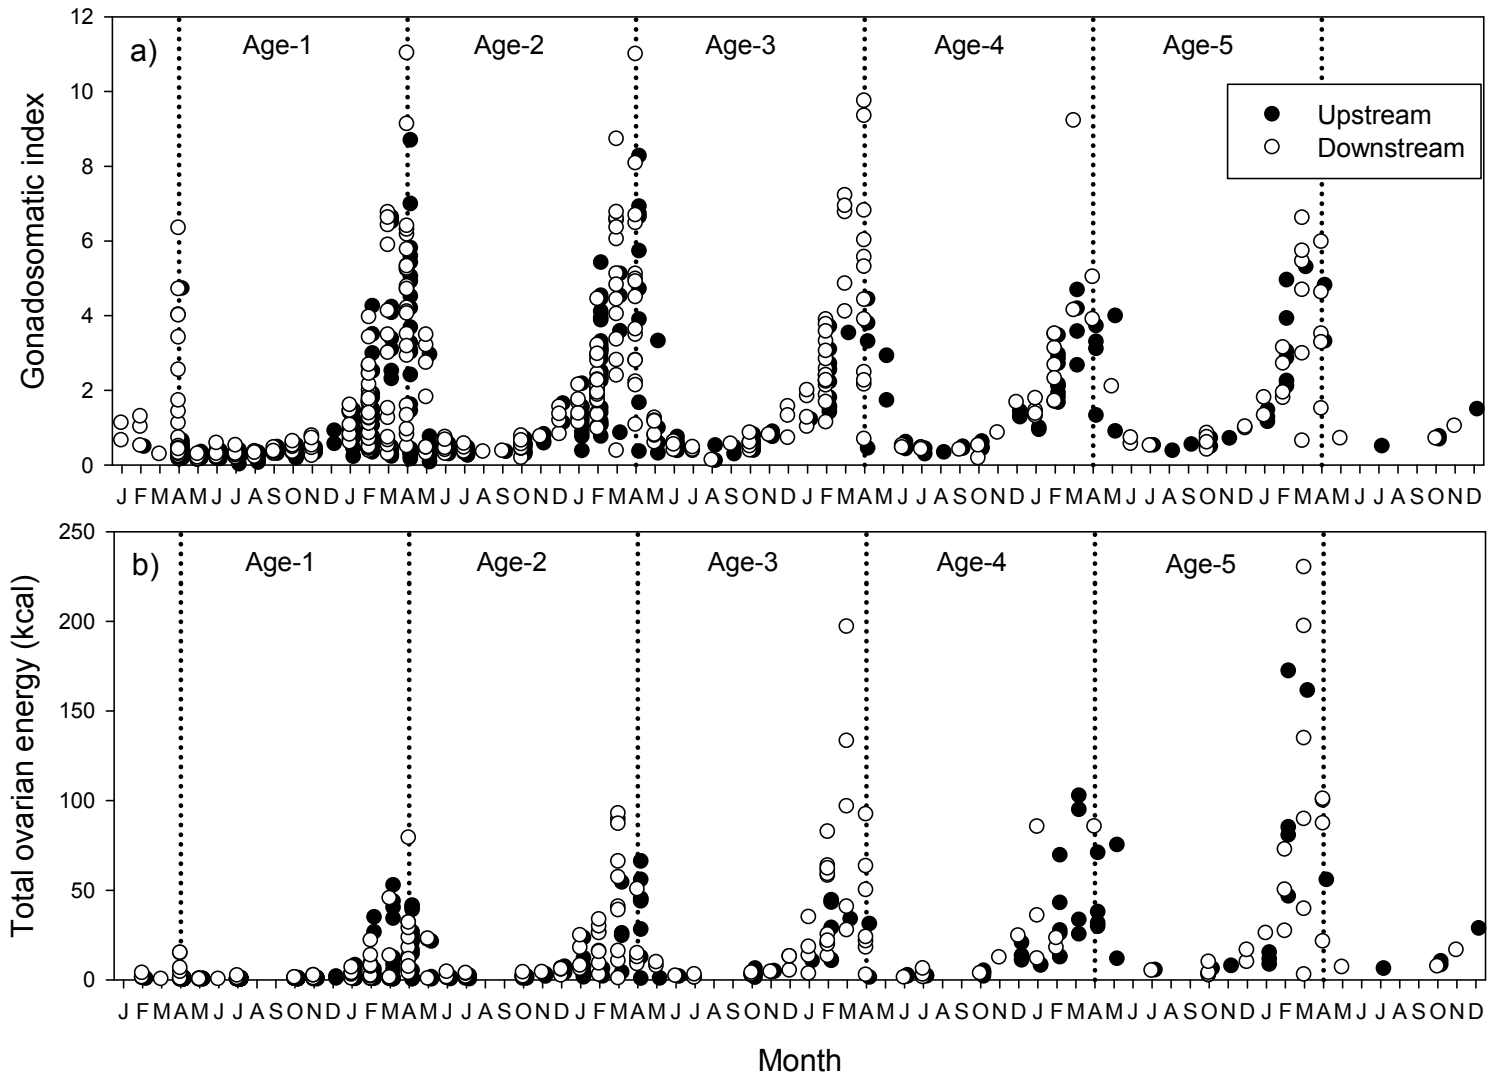 12
10
8
6
4
2
0
Gonadosomatic index
a)
Age-1 Age-2 Age-3 Age-4 Age-5
Upstream
Downstream
J F M A M J J A S O N D J F M A M J J A S O N D J F M A M J J A S O N D J F M A M J J A S O N D J F M A M J J A S O N D J F M A M J J A S O N D
250
200
150
100
50
0
Total ovarian energy (kcal)
b)
Age-1 Age-2 Age-3 Age-4 Age-5
J F M A M J J A S O N D J F M A M J J A S O N D J F M A M J J A S O N D J F M A M J J A S O N D J F M A M J J A S O N D J F M A M J J A S O N D
Month